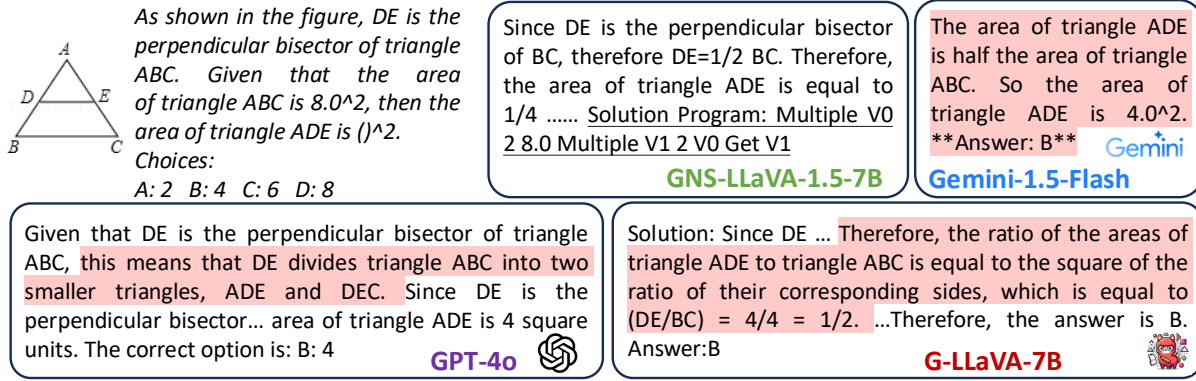 A
D
E
B
C
As shown in the figure, DE is the
perpendicular bisector of triangle
ABC. Given that the area
of triangle ABC is 8.0^2, then the
area of triangle ADE is ()^2.
Choices:
A: 2 B: 4 C: 6 D: 8
Since DE is the perpendicular bisector
of BC, therefore DE=1/2 BC. Therefore,
the area of triangle ADE is equal to
1/4 ...... Solution Program: Multiple V0
2 8.0 Multiple V1 2 V0 Get V1
GNS-LLaVA-1.5-7B
The area of triangle ADE
is half the area of triangle
ABC. So the area of
triangle ADE is 4.0^2.
**Answer: B**
Gemini
Gemini-1.5-Flash
Given that DE is the perpendicular bisector of triangle
ABC, this means that DE divides triangle ABC into two
smaller triangles, ADE and DEC. Since DE is the
perpendicular bisector... area of triangle ADE is 4 square
units. The correct option is: B: 4
GPT-4o
Solution: Since DE ... Therefore, the ratio of the areas of
triangle ADE to triangle ABC is equal to the square of the
ratio of their corresponding sides, which is equal to
(DE/BC) = 4/4 = 1/2. ...Therefore, the answer is B.
Answer:B
G-LLaVA-7B